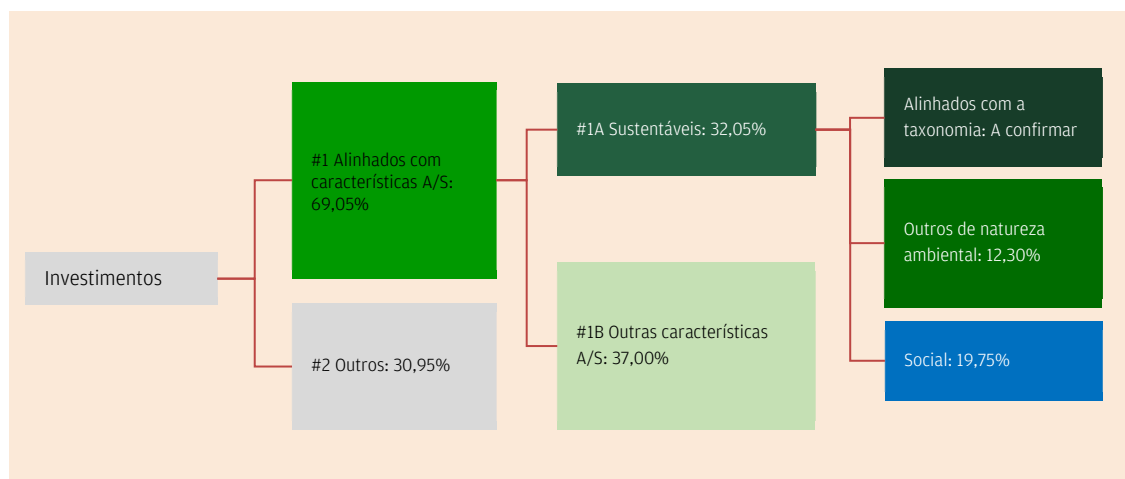 Investimentos
#1 Alinhados com
características A/S:
69,05%
#2 Outros: 30,95%
#1A Sustentáveis: 32,05%
#1B Outras características
A/S: 37,00%
Alinhados com a
taxonomia: A confirmar
Outros de natureza
ambiental: 12,30%
Social: 19,75%